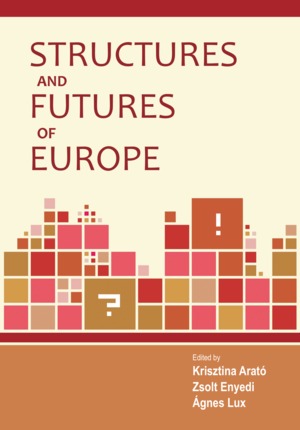 STRUCTURES
AND
FUTURES
OF
EUROPE
!
?
Edited by
Krisztina Arató
Zsolt Enyedi
Ágnes Lux